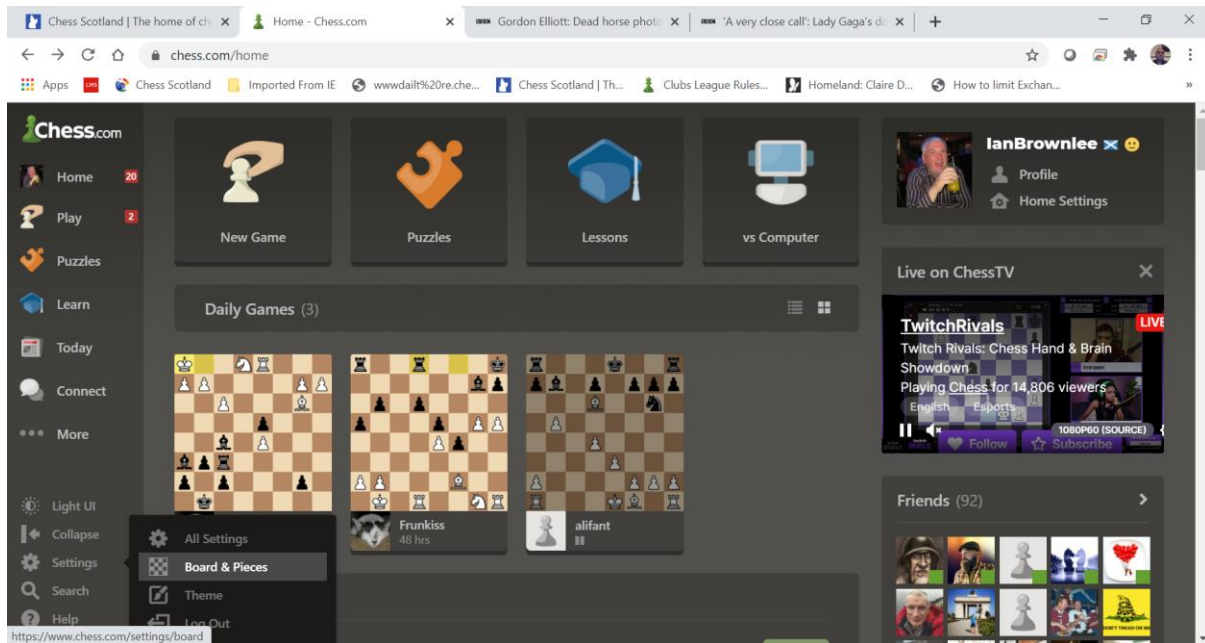 Chess Scotland | The home of ch
Home - Chess.com
Gordon Elliott: Dead horse photo
'A very close call': Lady Gaga's do
chess.com/home
Apps
LMS
Chess Scotland
Imported From IE
wwwdailt%20re.che...
Chess Scotland | Th...
Clubs League Rules...
Homeland: Claire D...
How to limit Exchan...
Chess.com
Home 20
Play 2
Puzzles
Learn
Today
Connect
More
Light UI
Collapse
Settings
Search
Help
All Settings
Board & Pieces
Theme
Log Out
New Game
Puzzles
Lessons
vs Computer
Daily Games (3)
Frunkiss
48 hrs
alifant
IanBrownlee
Profile
Home Settings
Live on ChessTV
TwitchRivals
LIVE
Twitch Rivals: Chess Hand & Brain
Showdown
Playing Chess for 14,806 viewers
English Esports
1080P60 (SOURCE)
Follow Subscribe
Friends (92)
DON'T TREAD ON ME
https://www.chess.com/settings/board